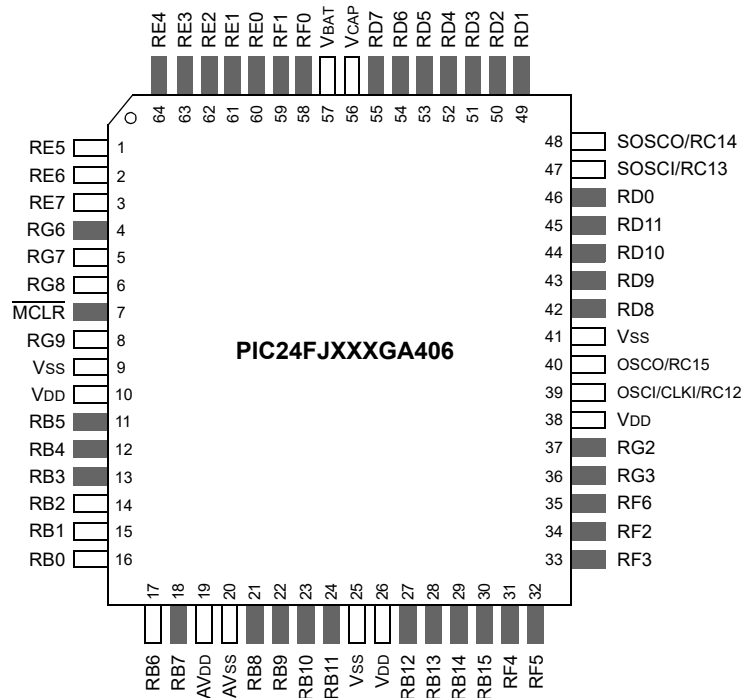 RE4 RE3 RE2 RE1 RE0 RF1 RF0 VBAT VCAP RD7 RD6 RD5 RD4 RD3 RD2 RD1
64 63 62 61 60 59 58 57 56 55 54 53 52 51 50 49
RE5 1
RE6 2
RE7 3
RG6 4
RG7 5
RG8 6
MCLR 7
RG9 8
VSS 9
VDD 10
RB5 11
RB4 12
RB3 13
RB2 14
RB1 15
RB0 16
PIC24FJXXXGA406
48 SOSCO/RC14
47 SOSCI/RC13
46 RD0
45 RD11
44 RD10
43 RD9
42 RD8
41 VSS
40 OSCO/RC15
39 OSCI/CLKI/RC12
38 VDD
37 RG2
36 RG3
35 RF6
34 RF2
33 RF3
17 18 19 20 21 22 23 24 25 26 27 28 29 30 31 32
RB6 RB7 AVDD AVSS RB8 RB9 RB10 RB11 VSS VDD RB12 RB13 RB14 RB15 RF4 RF5